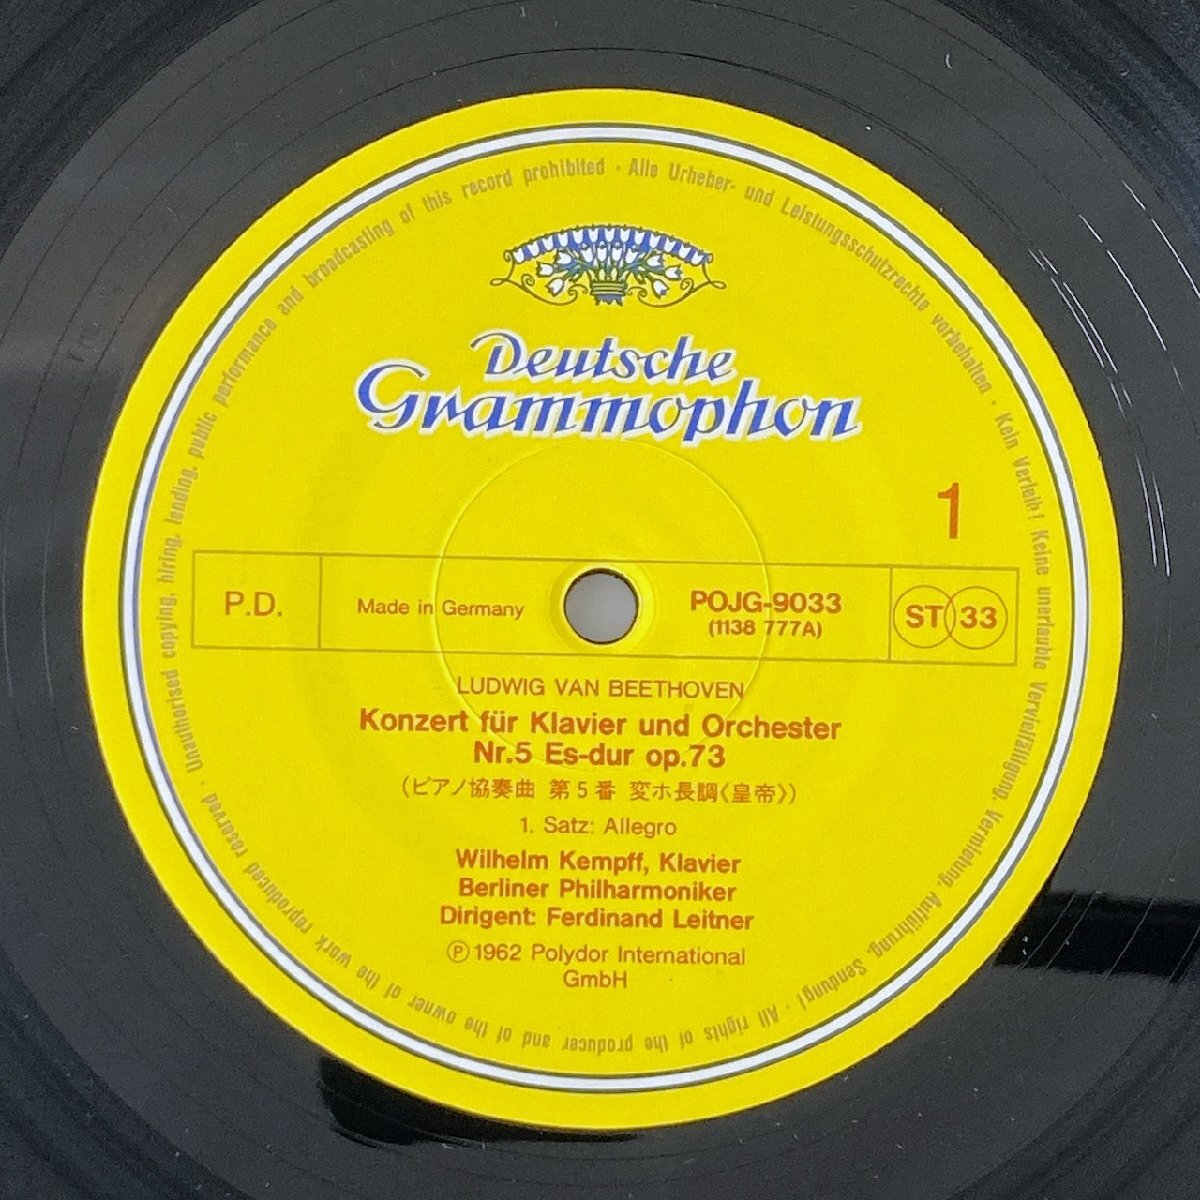 Deutsche
Grammophon
1
P.D.
Made in Germany
POJG-9033
(1138 777A)
ST 33
LUDWIG VAN BEETHOVEN
Konzert für Klavier und Orchester
Nr.5 Es-dur op.73
(ピアノ協奏曲 第5番 変ホ長調〈皇帝〉)
1. Satz: Allegro
Wilhelm Kempff, Klavier
Berliner Philharmoniker
Dirigent: Ferdinand Leitner
Ⓟ 1962 Polydor International
GmbH
Alle Urheber- und Leistungsschutzrechte vorbehalten · Kein Verleih! Keine unerlaubte Vervielfältigung, Vermietung, Aufführung, Sendung! · All rights of the producer and of the owner of the work reproduced reserved · Unauthorised copying, hiring, lending, public performance and broadcasting of this record prohibited ·